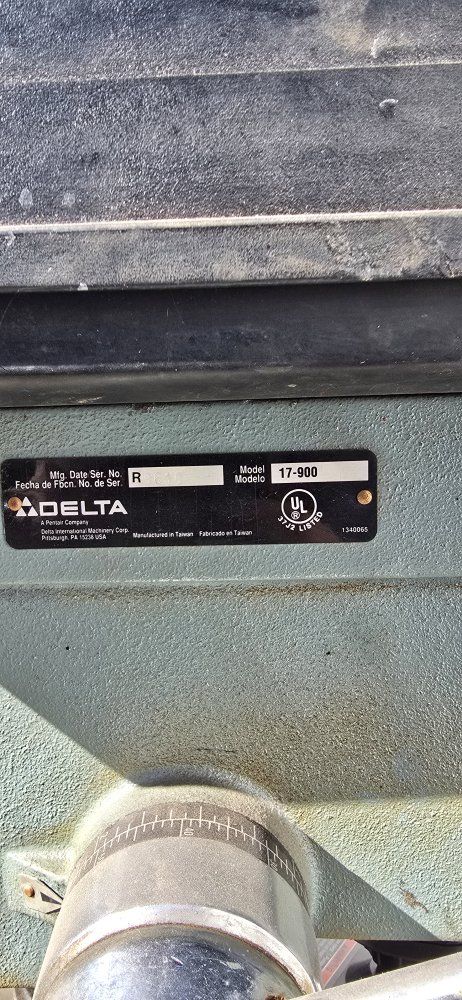 Mfg. Date Ser. No. R
Fecha de Fbcn. No. de Ser.
Model 17-900
Modelo
DELTA
A Pentair Company
Delta International Machinery Corp.
Pittsburgh, PA 15238 USA
Manufactured in Taiwan Fabricado en Taiwan
UL
®
37J2 LISTED
1340065